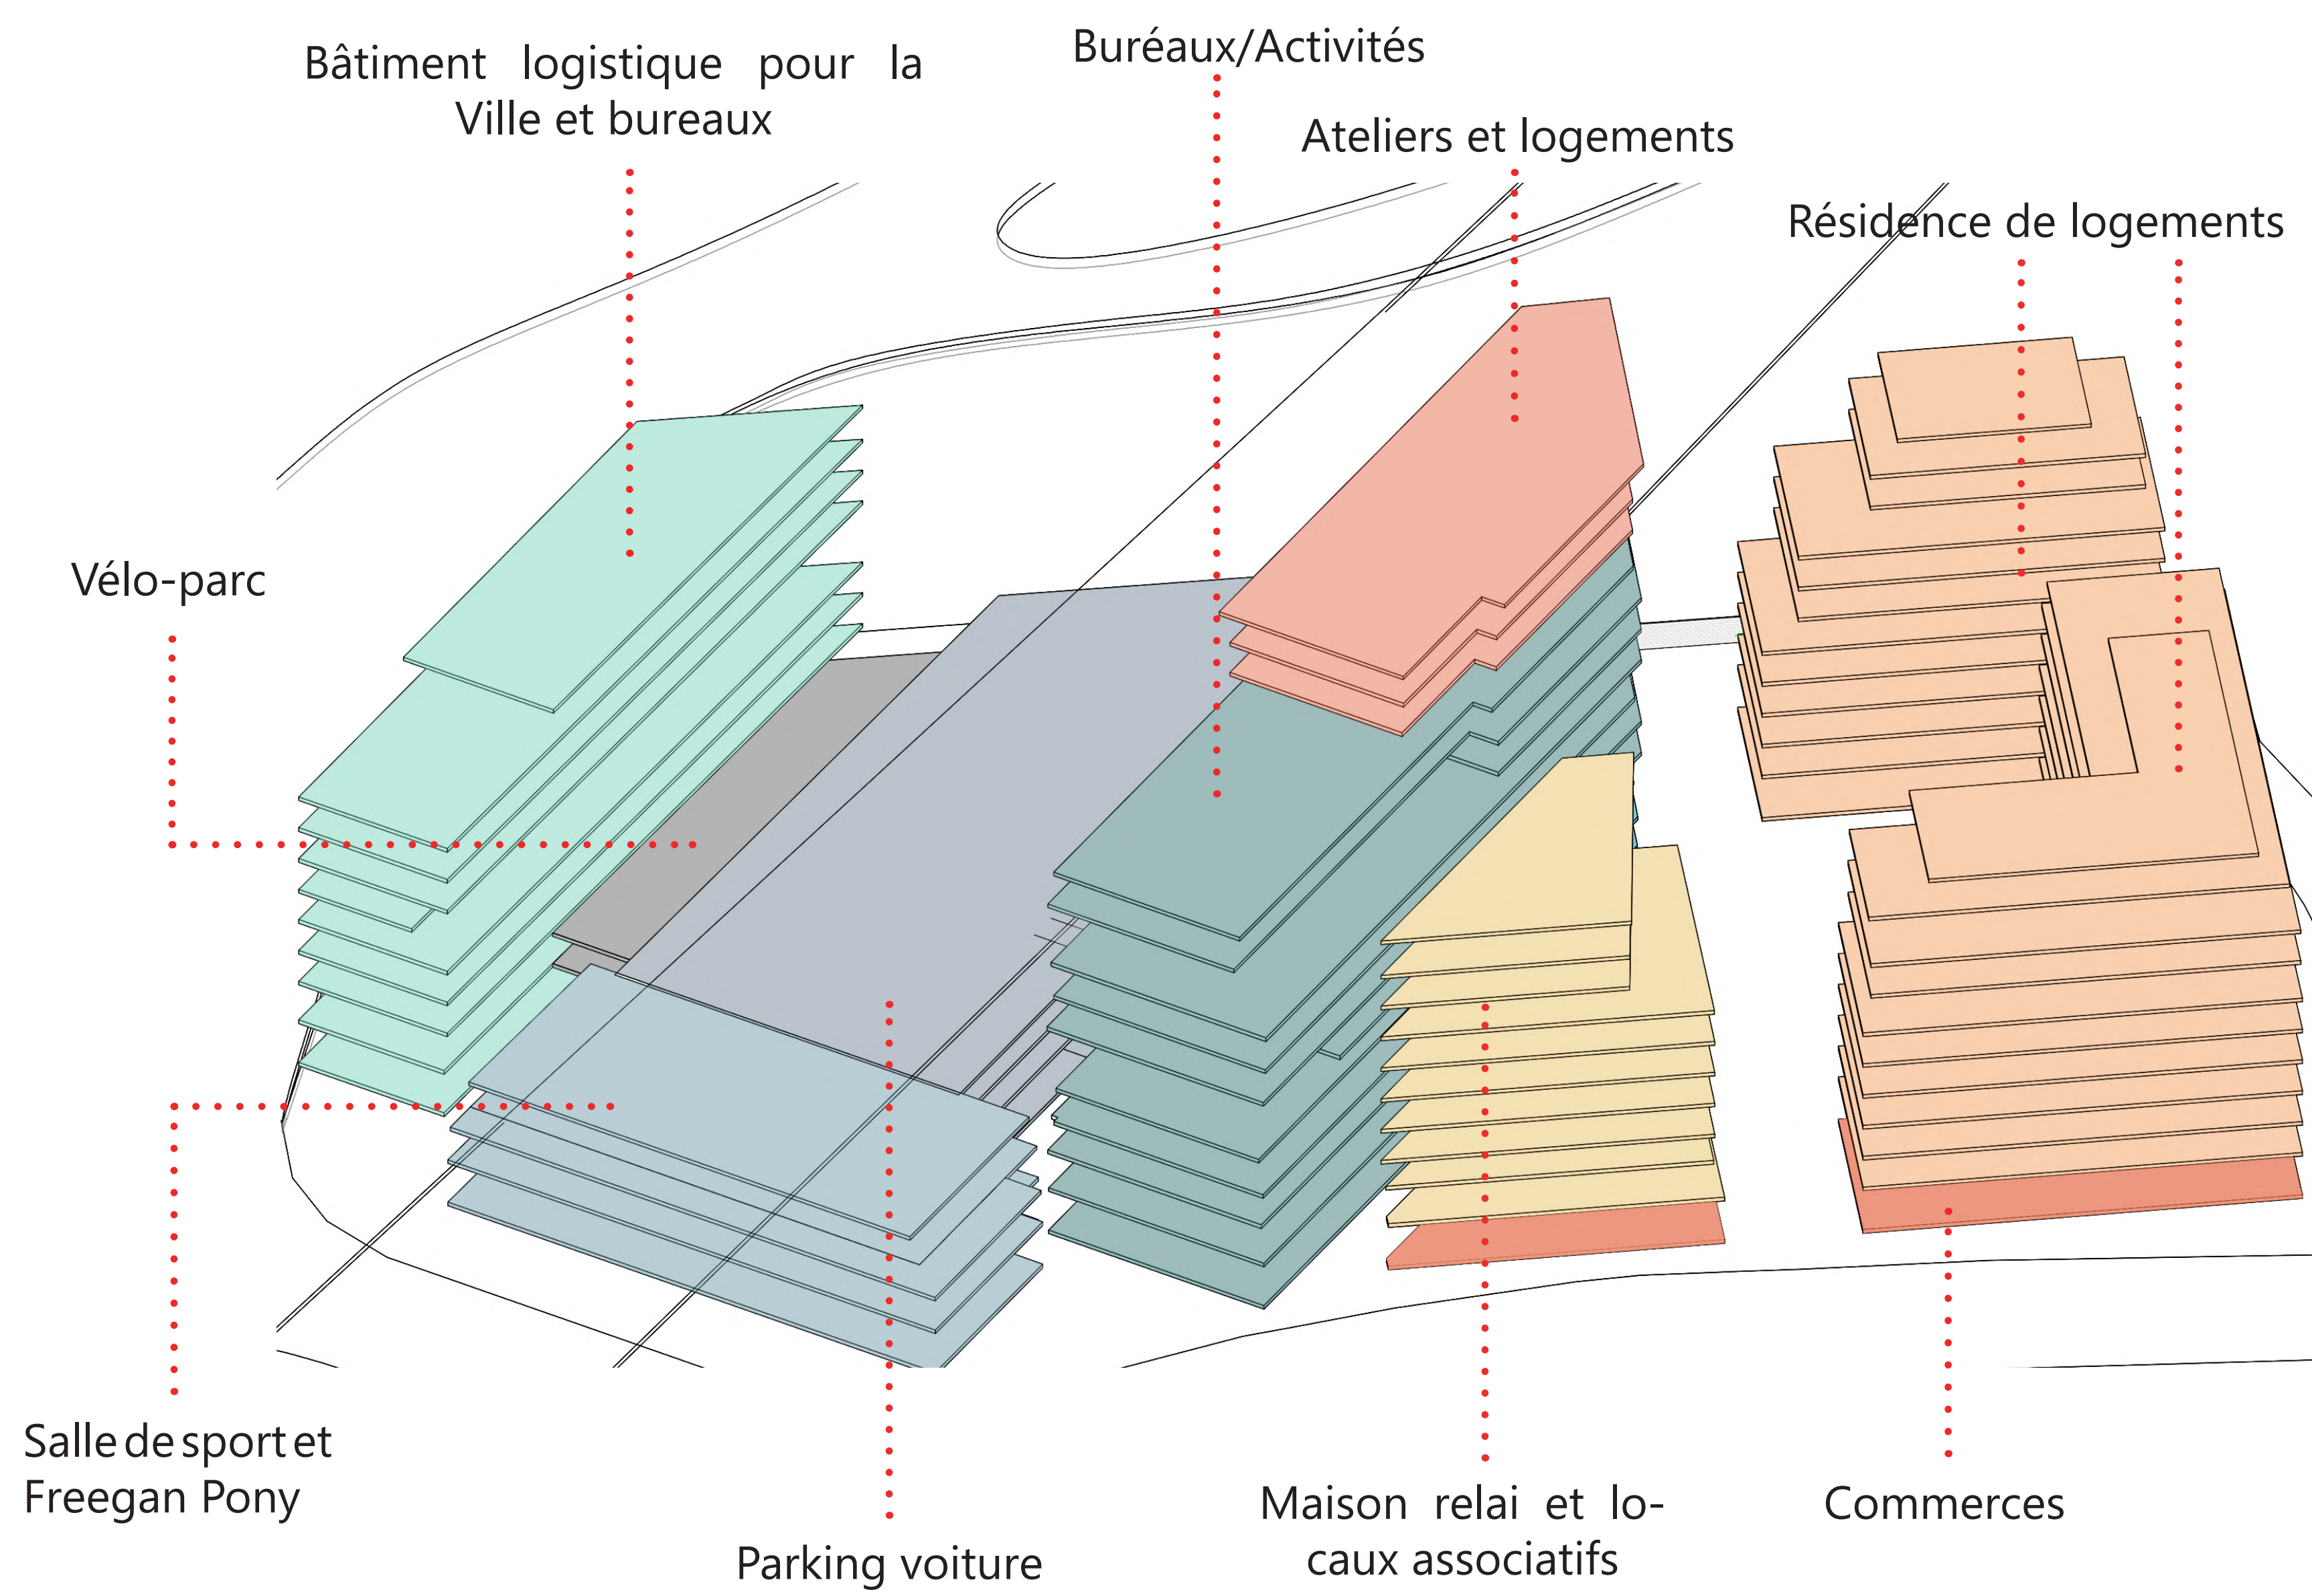 Bâtiment logistique pour la
Ville et bureaux
Buréaux/Activités
Ateliers et logements
Résidence de logements
Vélo-parc
Salle de sport et
Freegan Pony
Parking voiture
Maison relai et lo-
caux associatifs
Commerces